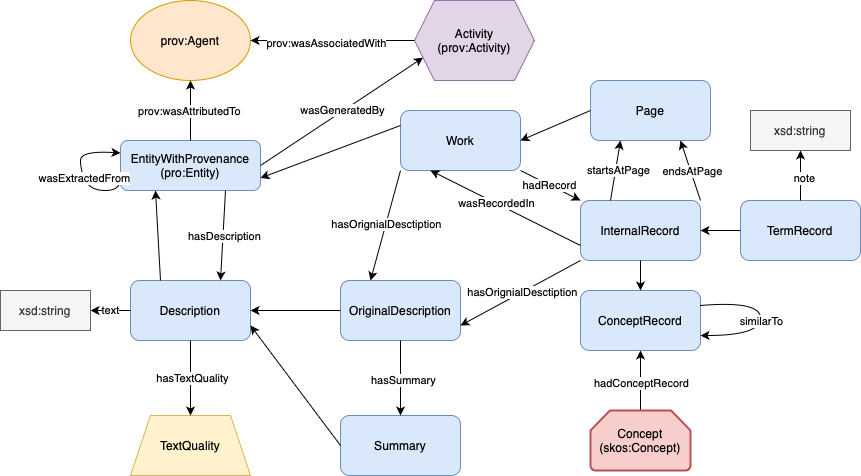 prov:Agent
prov:wasAssociatedWith
Activity
(prov:Activity)
prov:wasAttributedTo
wasGeneratedBy
Work
Page
xsd:string
EntityWithProvenance
(pro:Entity)
wasExtractedFrom
hasRecord
startsAtPage
endsAtPage
note
wasRecordedIn
hasDescription
hasOrignialDesctiption
InternalRecord
TermRecord
hasOrignialDesctiption
xsd:string
text
Description
OriginalDescription
ConceptRecord
similarTo
hasTextQuality
hasSummary
hadConceptRecord
TextQuality
Summary
Concept
(skos:Concept)